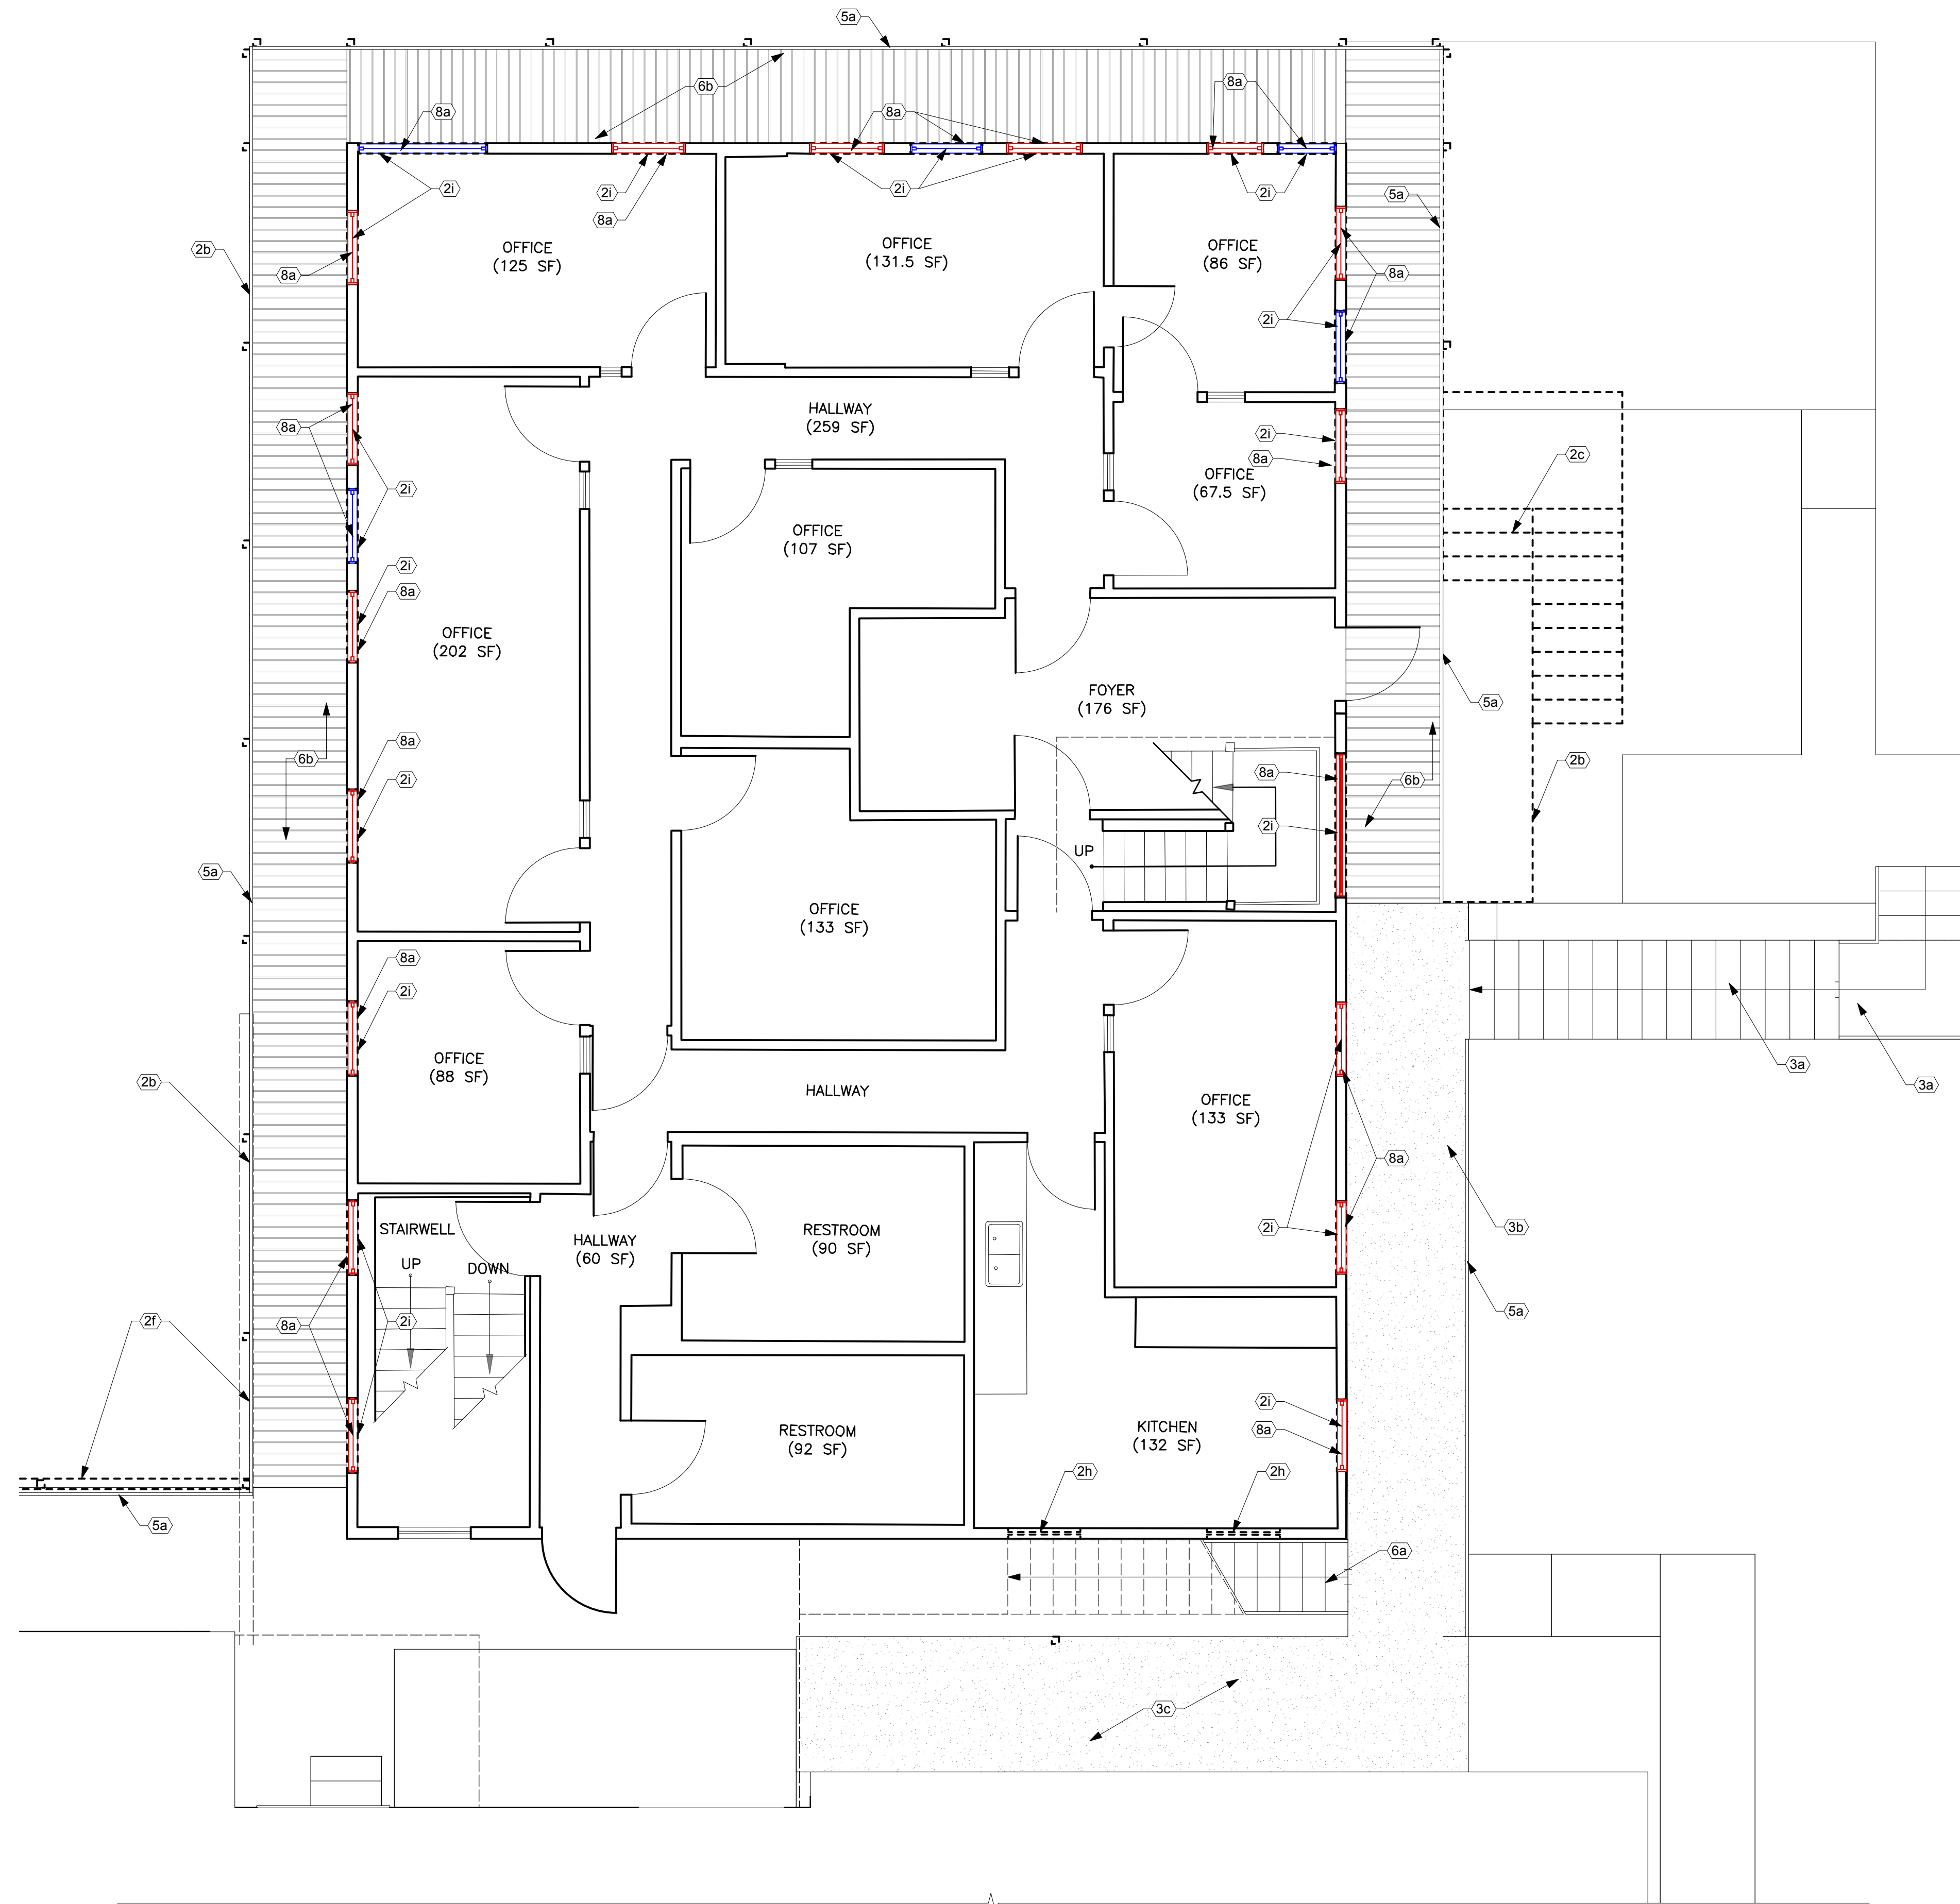 5a
6b
8a
8a
8a
2i
2i
8a
2i
2i
5a
2b
8a
OFFICE
(125 SF)
OFFICE
(131.5 SF)
OFFICE
(86 SF)
8a
2i
HALLWAY
(259 SF)
8a
2i
8a
2c
OFFICE
(67.5 SF)
2i
OFFICE
(107 SF)
2i
8a
OFFICE
(202 SF)
FOYER
(176 SF)
5a
8a
6b
2i
8a
6b
2b
2i
UP
5a
OFFICE
(133 SF)
8a
2i
OFFICE
(88 SF)
2b
HALLWAY
3a
3a
OFFICE
(133 SF)
8a
2i
3b
STAIRWELL
UP
DOWN
HALLWAY
(60 SF)
RESTROOM
(90 SF)
2f
8a
2i
5a
2i
8a
RESTROOM
(92 SF)
KITCHEN
(132 SF)
2h
2h
5a
6a
3c